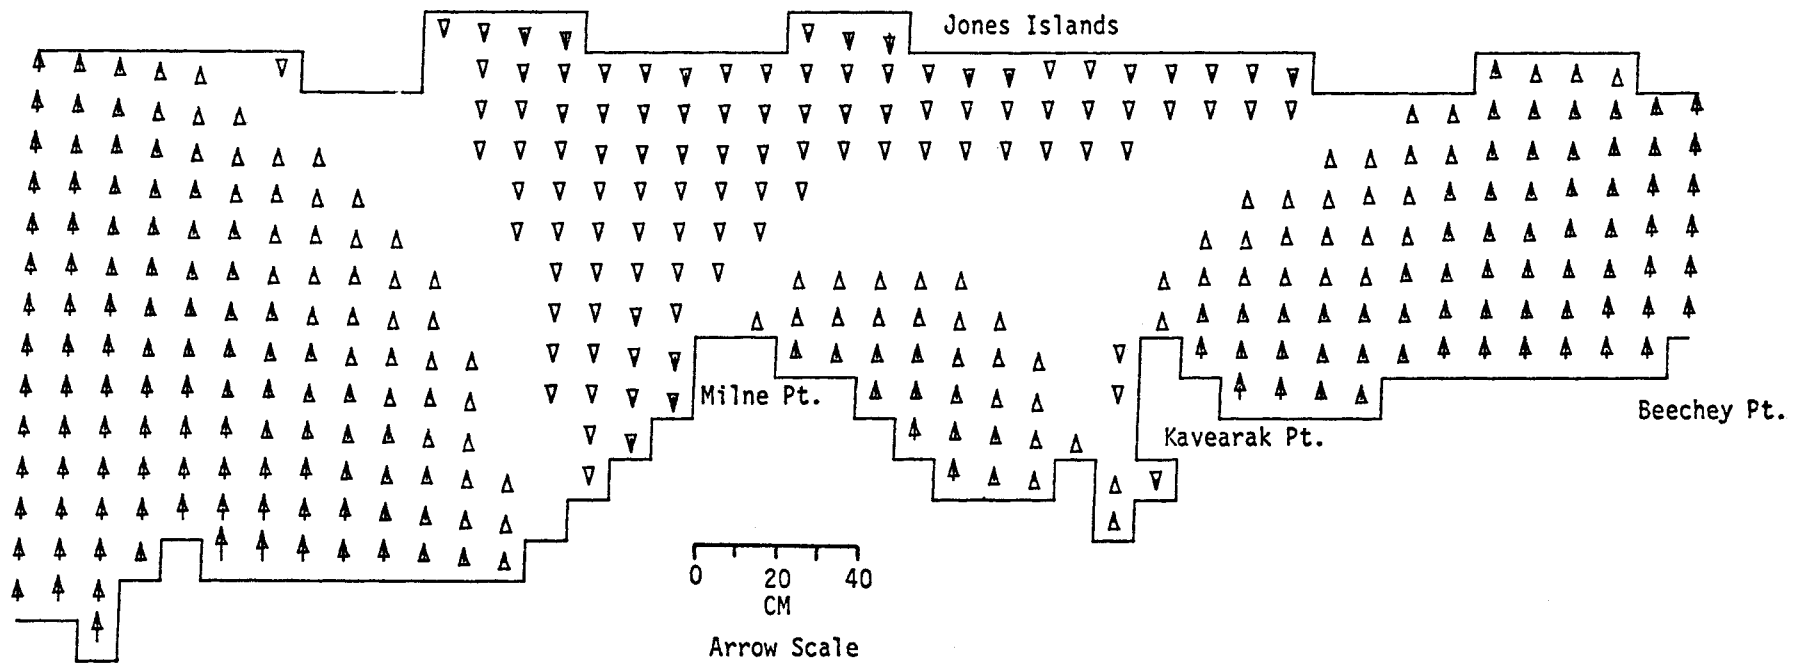 Jones Islands
Milne Pt.
Kavearak Pt.
Beechey Pt.
0 20 40
CM
Arrow Scale